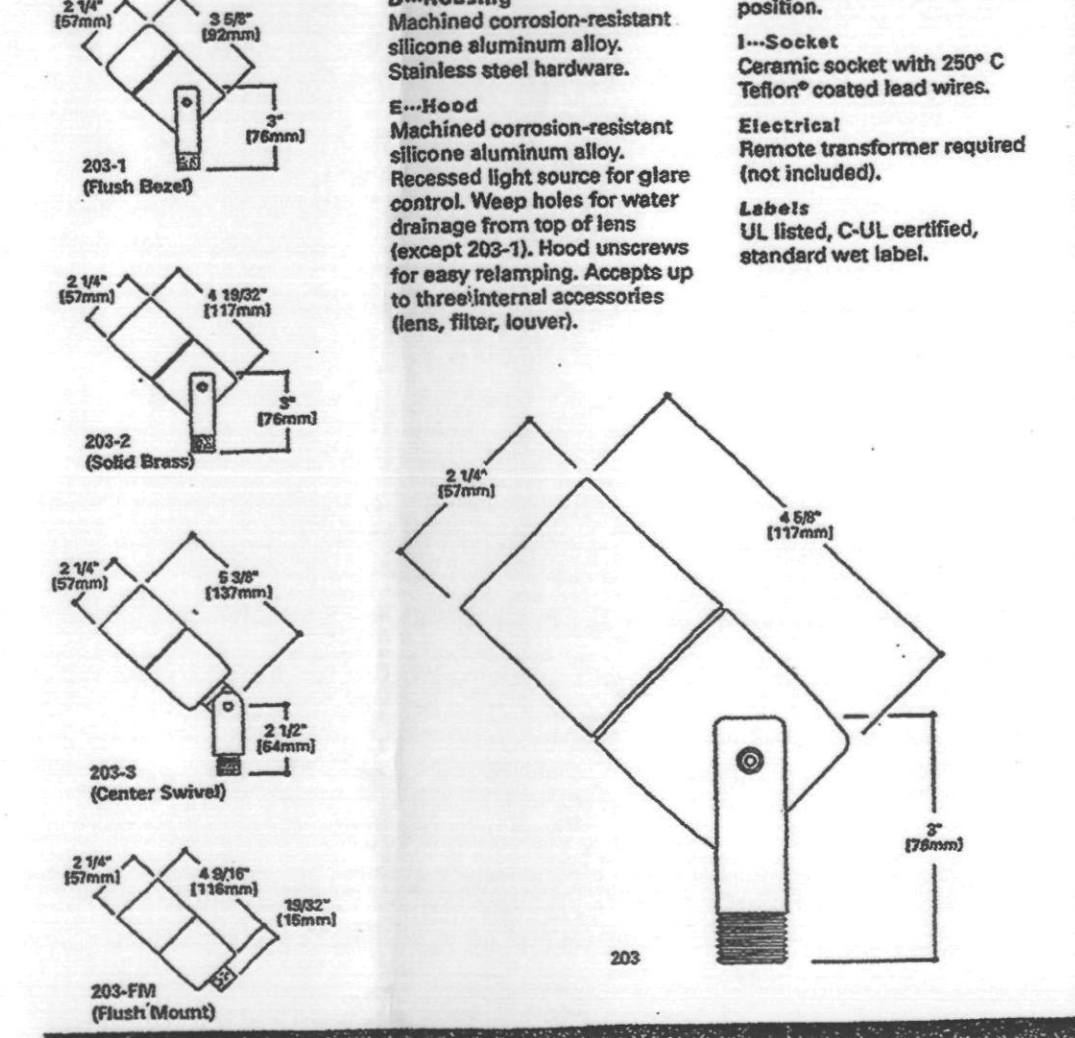 2 1/4"
[57mm]
3 5/8"
[92mm]
3"
[76mm]
203-1
(Flush Bezel)
2 1/4"
[57mm]
4 19/32"
[117mm]
3"
[76mm]
203-2
(Solid Brass)
2 1/4"
[57mm]
5 3/8"
[137mm]
2 1/2"
[64mm]
203-3
(Center Swivel)
2 1/4"
[57mm]
4 9/16"
[116mm]
19/32"
[15mm]
203-FM
(Flush Mount)
D···Housing
Machined corrosion-resistant
silicone aluminum alloy.
Stainless steel hardware.
E···Hood
Machined corrosion-resistant
silicone aluminum alloy.
Recessed light source for glare
control. Weep holes for water
drainage from top of lens
(except 203-1). Hood unscrews
for easy relamping. Accepts up
to three internal accessories
(lens, filter, louver).
position.
I···Socket
Ceramic socket with 250° C
Teflon® coated lead wires.
Electrical
Remote transformer required
(not included).
Labels
UL listed, C-UL certified,
standard wet label.
2 1/4"
[57mm]
4 5/8"
[117mm]
3"
[76mm]
203